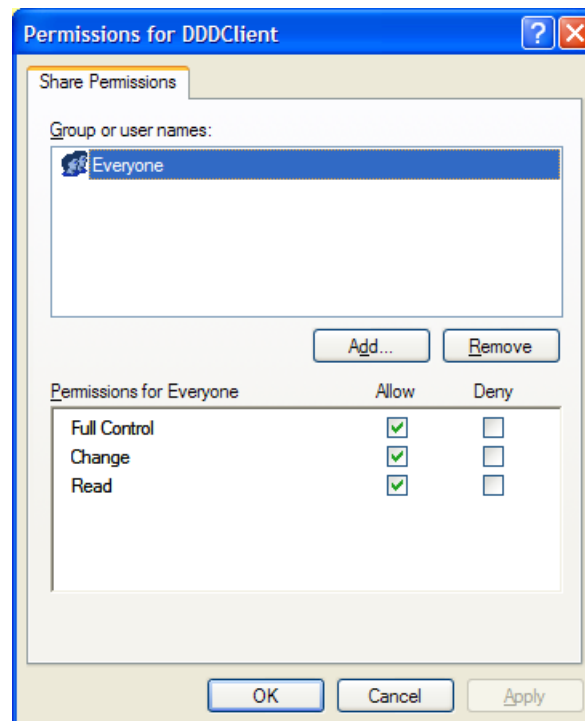 Permissions for DDDClient
?
Share Permissions
Group or user names:
Everyone
Add... Remove
Permissions for Everyone Allow Deny
Full Control
Change
Read
OK Cancel Apply